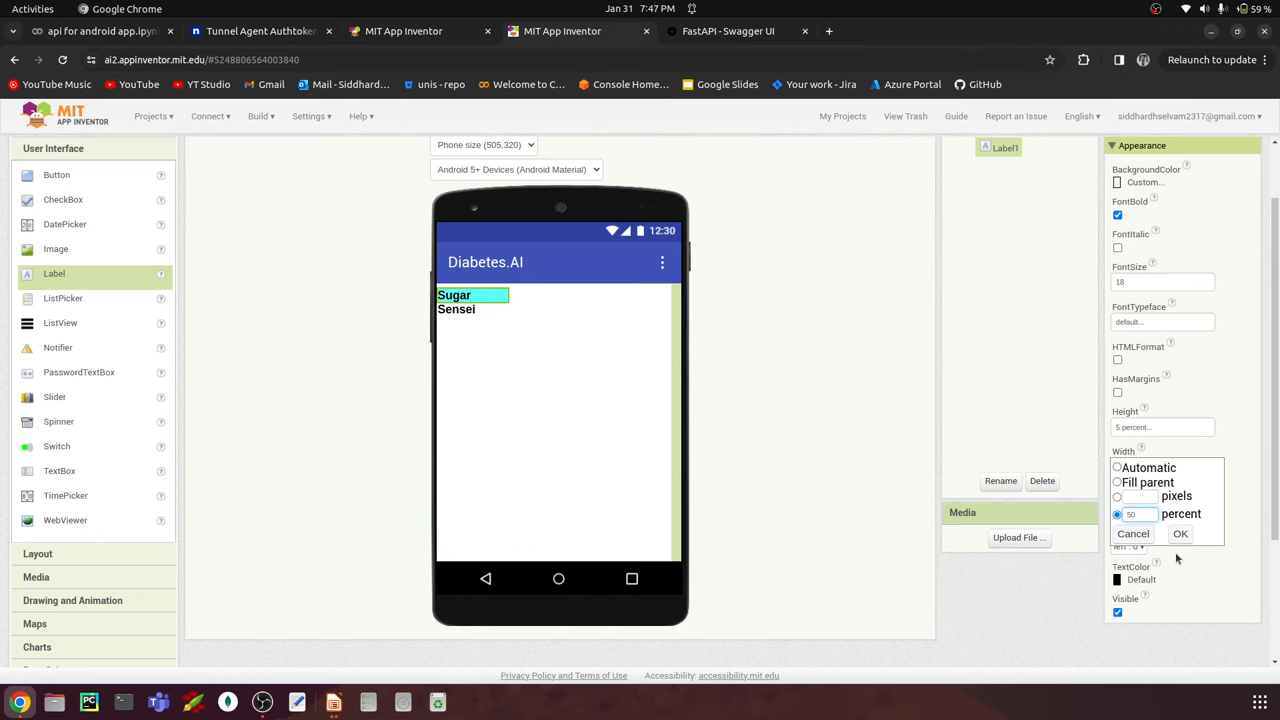 Activities
Google Chrome
Jan 31 7:47 PM
59 %
api for android app.ipyn
Tunnel Agent Authtoken
MIT App Inventor
MIT App Inventor
FastAPI - Swagger UI
ai2.appinventor.mit.edu/#5248806564003840
Relaunch to update
YouTube Music
YouTube
YT Studio
Gmail
Mail - Siddhard...
unis - repo
Welcome to C...
Console Home...
Google Slides
Your work - Jira
Azure Portal
GitHub
MIT
APP INVENTOR
Projects
Connect
Build
Settings
Help
My Projects
View Trash
Guide
Report an Issue
English
siddhardhselvam2317@gmail.com
User Interface
Button
CheckBox
DatePicker
Image
Label
ListPicker
ListView
Notifier
PasswordTextBox
Slider
Spinner
Switch
TextBox
TimePicker
WebViewer
Layout
Media
Drawing and Animation
Maps
Charts
Phone size (505,320)
Android 5+ Devices (Android Material)
12:30
Diabetes.AI
Sugar
Sensei
Label1
Rename
Delete
Media
Upload File ...
Appearance
BackgroundColor
Custom...
FontBold
FontItalic
FontSize
18
FontTypeface
default...
HTMLFormat
HasMargins
Height
5 percent...
Width
Automatic
Fill parent
pixels
50 percent
Cancel
OK
left : 0
TextColor
Default
Visible
Privacy Policy and Terms of Use
Accessibility: accessibility.mit.edu